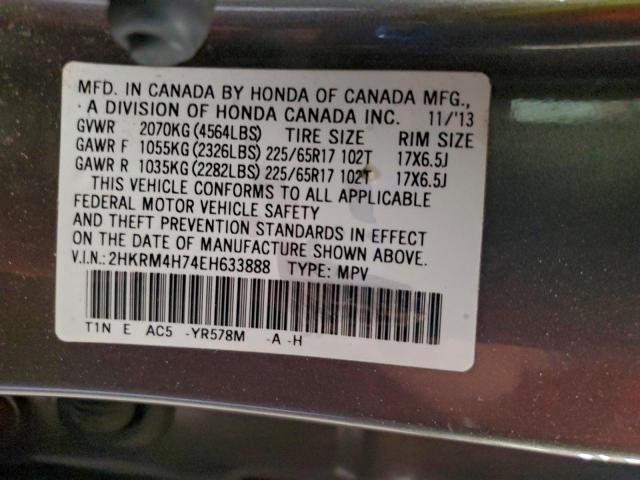 MFD. IN CANADA BY HONDA OF CANADA MFG.,
A DIVISION OF HONDA CANADA INC. 11/'13
GVWR 2070KG (4564LBS) TIRE SIZE RIM SIZE
GAWR F 1055KG (2326LBS) 225/65R17 102T 17X6.5J
GAWR R 1035KG (2282LBS) 225/65R17 102T 17X6.5J
THIS VEHICLE CONFORMS TO ALL APPLICABLE
FEDERAL MOTOR VEHICLE SAFETY
AND THEFT PREVENTION STANDARDS IN EFFECT
ON THE DATE OF MANUFACTURE SHOWN ABOVE.
V.I.N.: 2HKRM4H74EH633888 TYPE: MPV
T1N E AC5 -YR578M -A -H